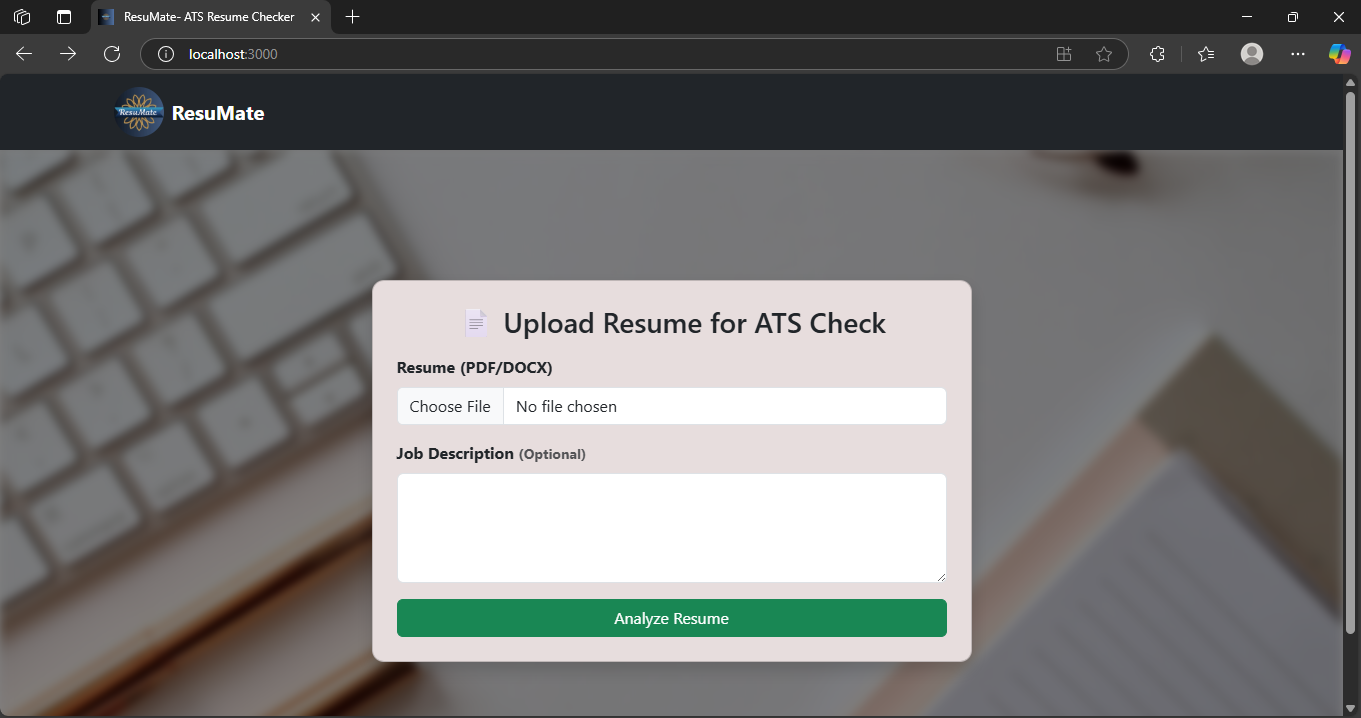 ResuMate- ATS Resume Checker
localhost:3000
ResuMate
ResuMate
Upload Resume for ATS Check
Resume (PDF/DOCX)
Choose File
No file chosen
Job Description (Optional)
Analyze Resume